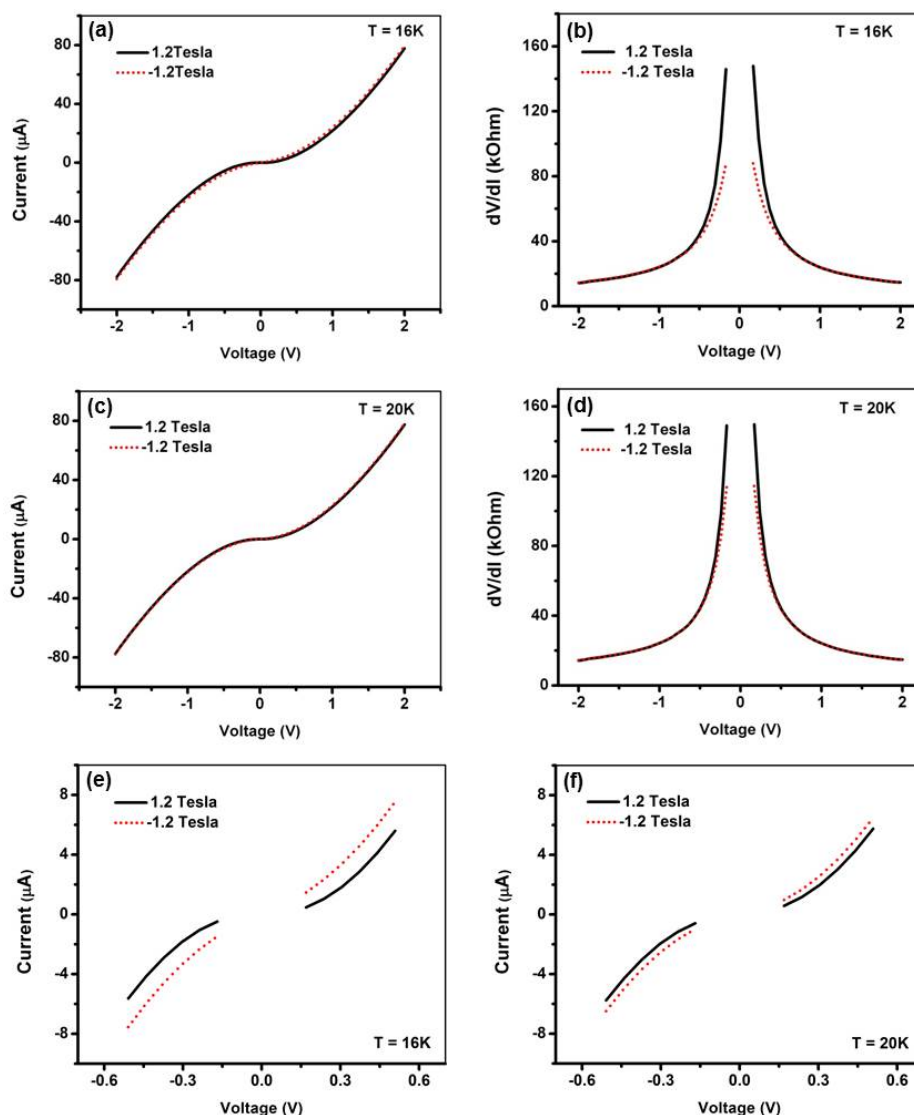 (a) T = 16K
1.2Tesla
-1.2Tesla
80
40
0
-40
-80
-2 -1 0 1 2
Current (µA)
Voltage (V)
(b) T = 16K
1.2 Tesla
-1.2 Tesla
160
120
80
40
0
-2 -1 0 1 2
dV/dI (kOhm)
Voltage (V)
(c) T = 20K
1.2 Tesla
-1.2 Tesla
80
40
0
-40
-80
-2 -1 0 1 2
Current (µA)
Voltage (V)
(d) T = 20K
1.2 Tesla
-1.2 Tesla
160
120
80
40
0
-2 -1 0 1 2
dV/dI (kOhm)
Voltage (V)
(e)
1.2 Tesla
-1.2 Tesla
8
4
0
-4
-8
T = 16K
-0.6 -0.3 0.0 0.3 0.6
Current (µA)
Voltage (V)
(f)
1.2 Tesla
-1.2 Tesla
8
4
0
-4
-8
T = 20K
-0.6 -0.3 0.0 0.3 0.6
Current (µA)
Voltage (V)